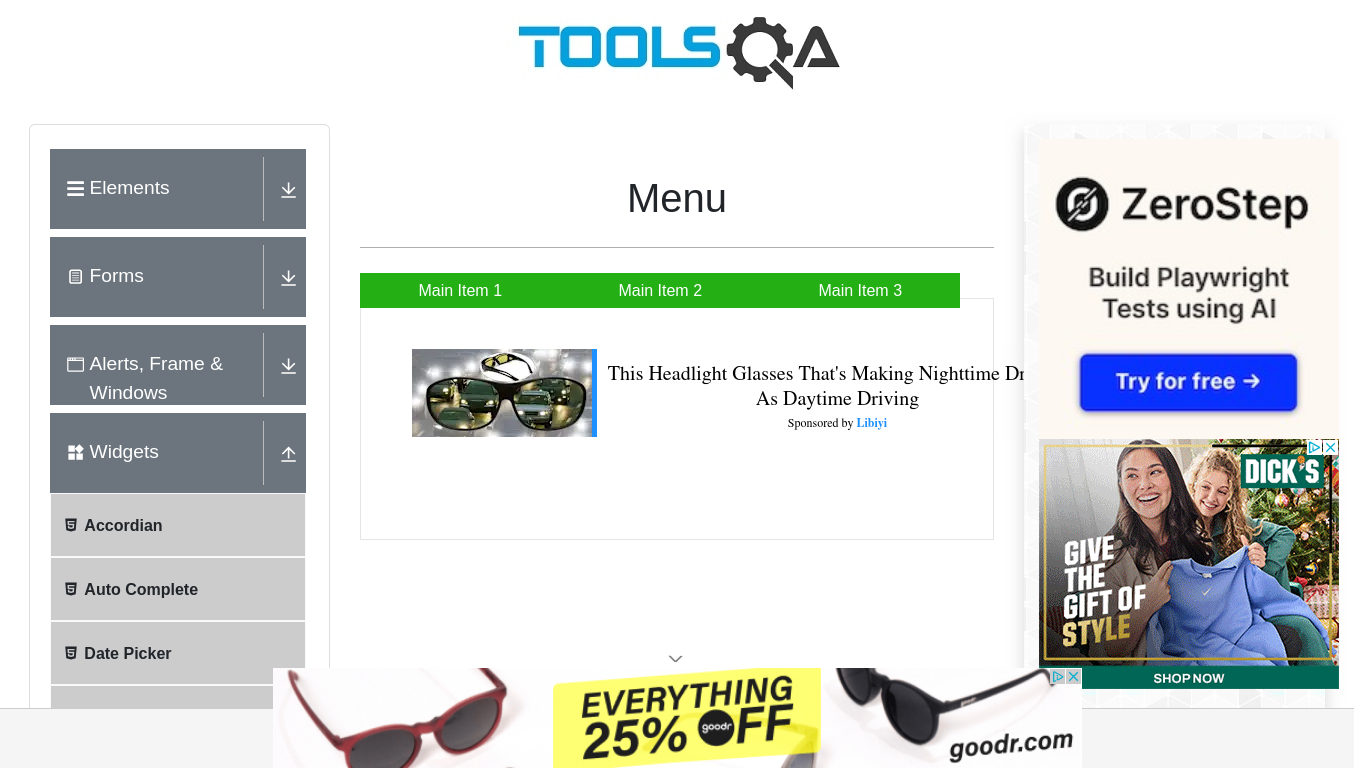 TOOLSQA
Elements
Forms
Alerts, Frame &
Windows
Widgets
Accordian
Auto Complete
Date Picker
Menu
Main Item 1
Main Item 2
Main Item 3
This Headlight Glasses That's Making Nighttime
As Daytime Driving
Sponsored by Libiyi
ZeroStep
Build Playwright
Tests using AI
Try for free →
DICK'S
GIVE
THE
GIFT OF
STYLE
SHOP NOW
EVERYTHING
25% goodr OFF
goodr.com